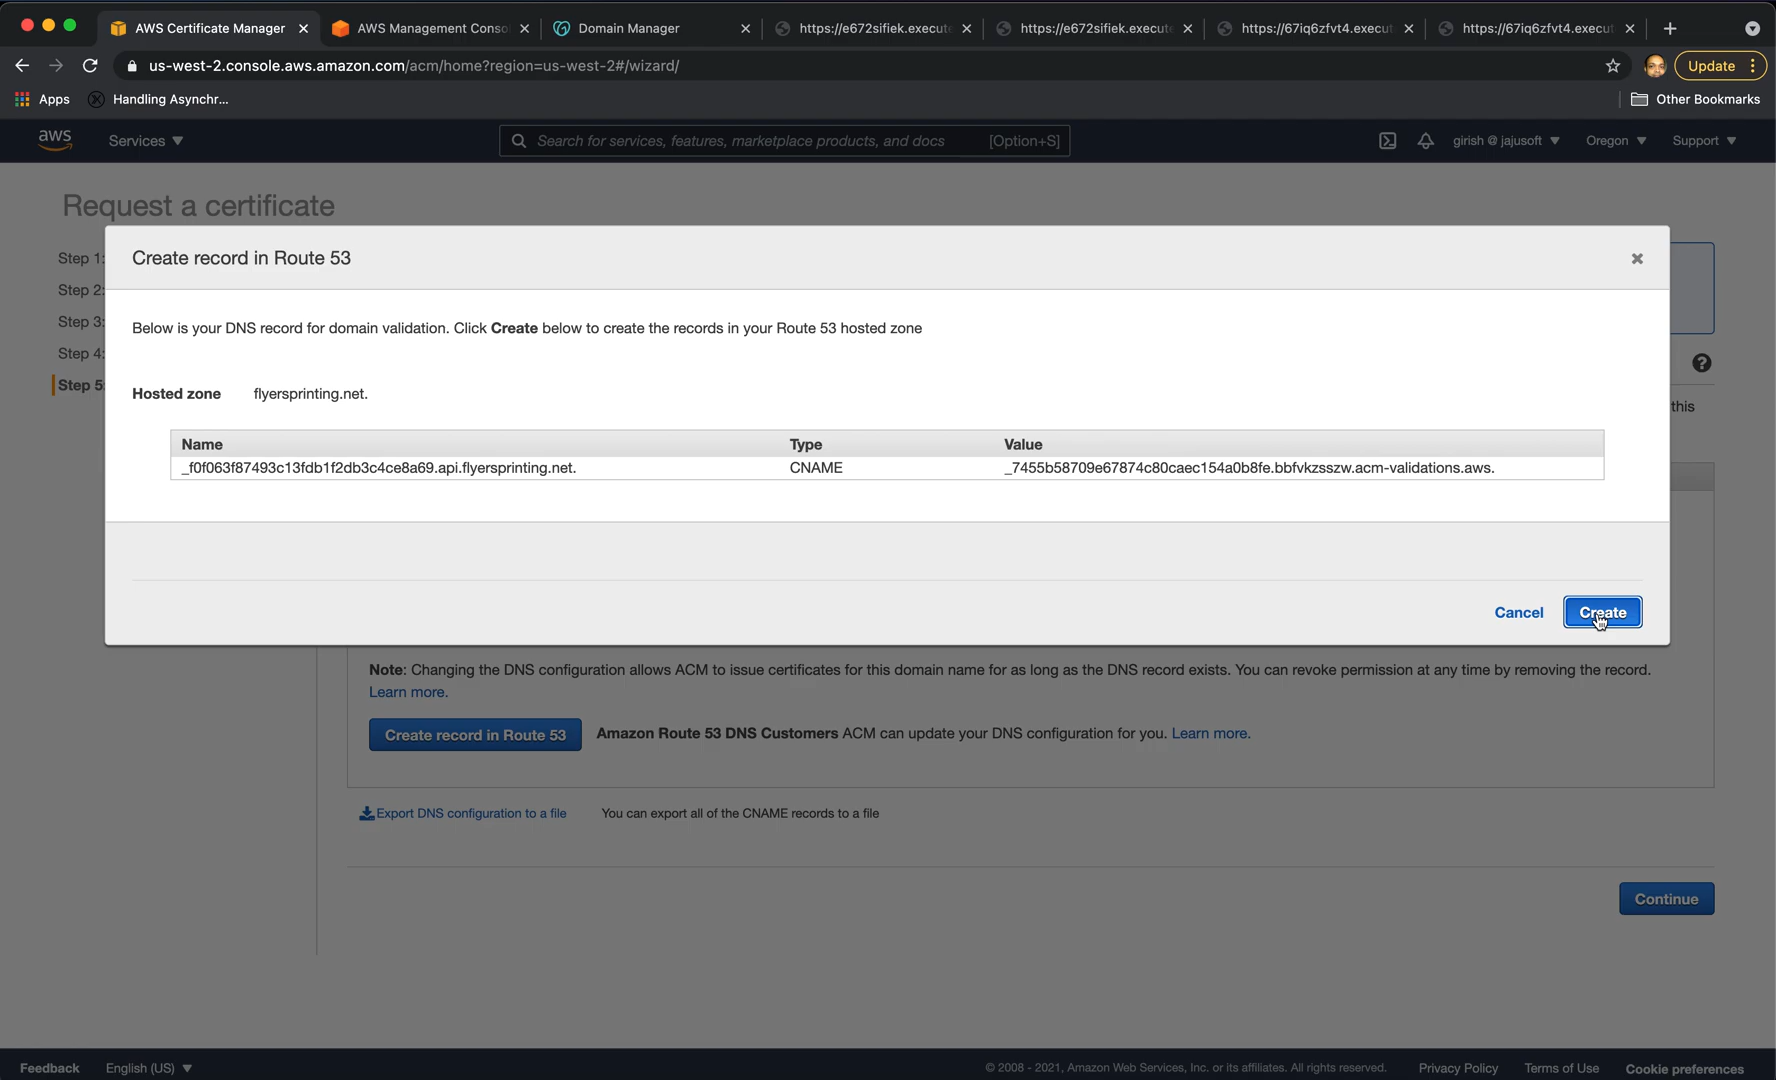 AWS Certificate Manager
AWS Management Conso
Domain Manager
https://e672sifiek.execute
https://e672sifiek.execute
https://67iq6zfvt4.execut
https://67iq6zfvt4.execut
us-west-2.console.aws.amazon.com/acm/home?region=us-west-2#/wizard/
Update
Apps
Handling Asynchr...
Other Bookmarks
aws
Services
Search for services, features, marketplace products, and docs [Option+S]
girish @ jajusoft
Oregon
Support
Request a certificate
Step 1:
Step 2:
Step 3:
Step 4:
Step 5:
Create record in Route 53
Below is your DNS record for domain validation. Click Create below to create the records in your Route 53 hosted zone
Hosted zone flyersprinting.net.
this
Name Type Value
_f0f063f87493c13fdb1f2db3c4ce8a69.api.flyersprinting.net. CNAME _7455b58709e67874c80caec154a0b8fe.bbfvkzsszw.acm-validations.aws.
Cancel
Create
Note: Changing the DNS configuration allows ACM to issue certificates for this domain name for as long as the DNS record exists. You can revoke permission at any time by removing the record.
Learn more.
Create record in Route 53
Amazon Route 53 DNS Customers ACM can update your DNS configuration for you. Learn more.
Export DNS configuration to a file
You can export all of the CNAME records to a file
Continue
Feedback
English (US)
© 2008 - 2021, Amazon Web Services, Inc. or its affiliates. All rights reserved.
Privacy Policy
Terms of Use
Cookie preferences